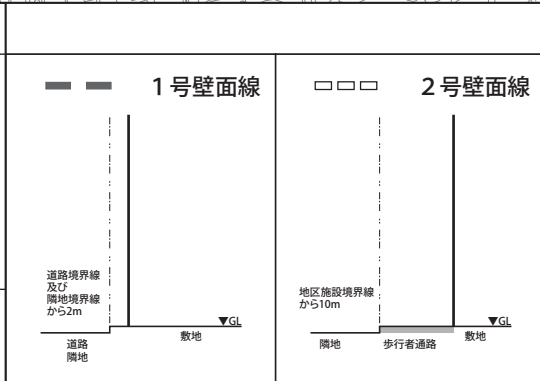 1号壁面線
道路境界線
及び
隣地境界線
から2m
▼GL
敷地
道路
隣地
2号壁面線
地区施設境界線
から10m
▼GL
隣地
歩行者通路
敷地